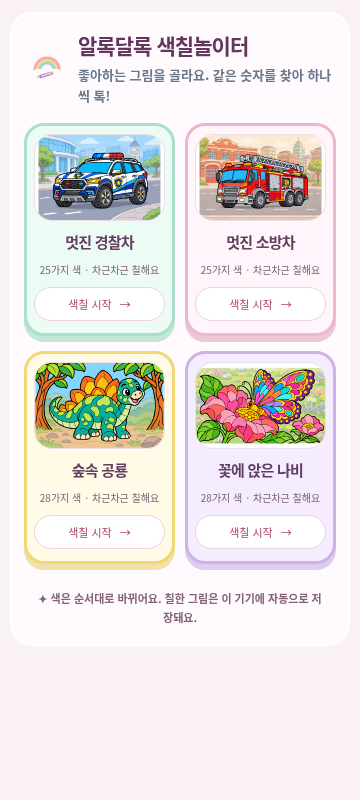 알록달록 색칠놀이터
좋아하는 그림을 골라요. 같은 숫자를 찾아 하나
씩 톡!
멋진 경찰차
25가지 색 · 차근차근 칠해요
색칠 시작 →
멋진 소방차
25가지 색 · 차근차근 칠해요
색칠 시작 →
숲속 공룡
28가지 색 · 차근차근 칠해요
색칠 시작 →
꽃에 앉은 나비
28가지 색 · 차근차근 칠해요
색칠 시작 →
✦ 색은 순서대로 바뀌어요. 칠한 그림은 이 기기에 자동으로 저
장돼요.